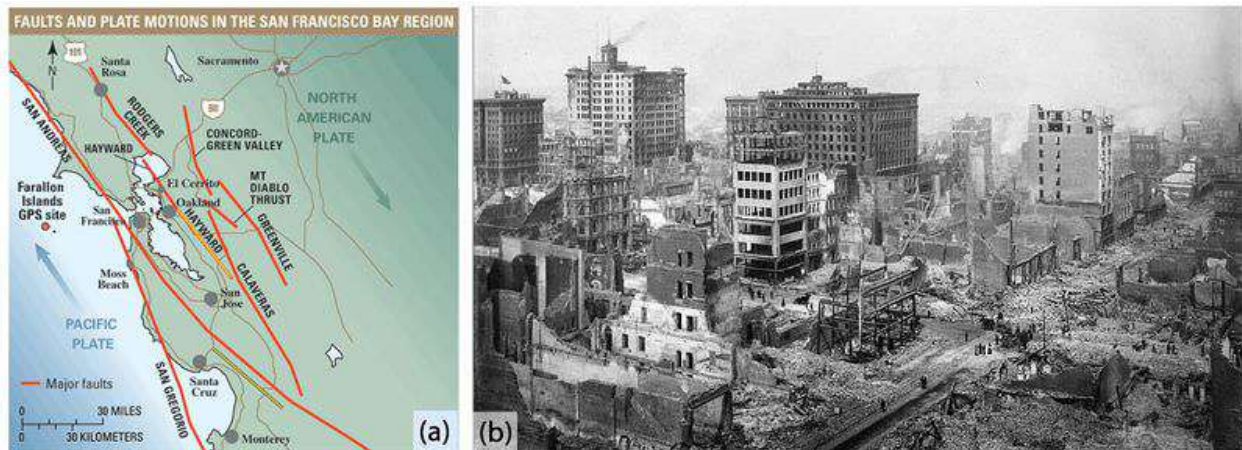 FAULTS AND PLATE MOTIONS IN THE SAN FRANCISCO BAY REGION
101
N
Santa
Rosa
Sacramento
80
NORTH
AMERICAN
PLATE
SAN ANDREAS
RODGERS
CREEK
CONCORD-
GREEN VALLEY
HAYWARD
El Cerrito
MT
DIABLO
THRUST
Farallon
Islands
GPS site
Oakland
San
Francisco
HAYWARD
GREENVILLE
CALAVERAS
Moss
Beach
San
Jose
PACIFIC
PLATE
SAN GREGORIO
Santa
Cruz
Major faults
0 30 MILES
0 30 KILOMETERS
Monterey
(a)
(b)